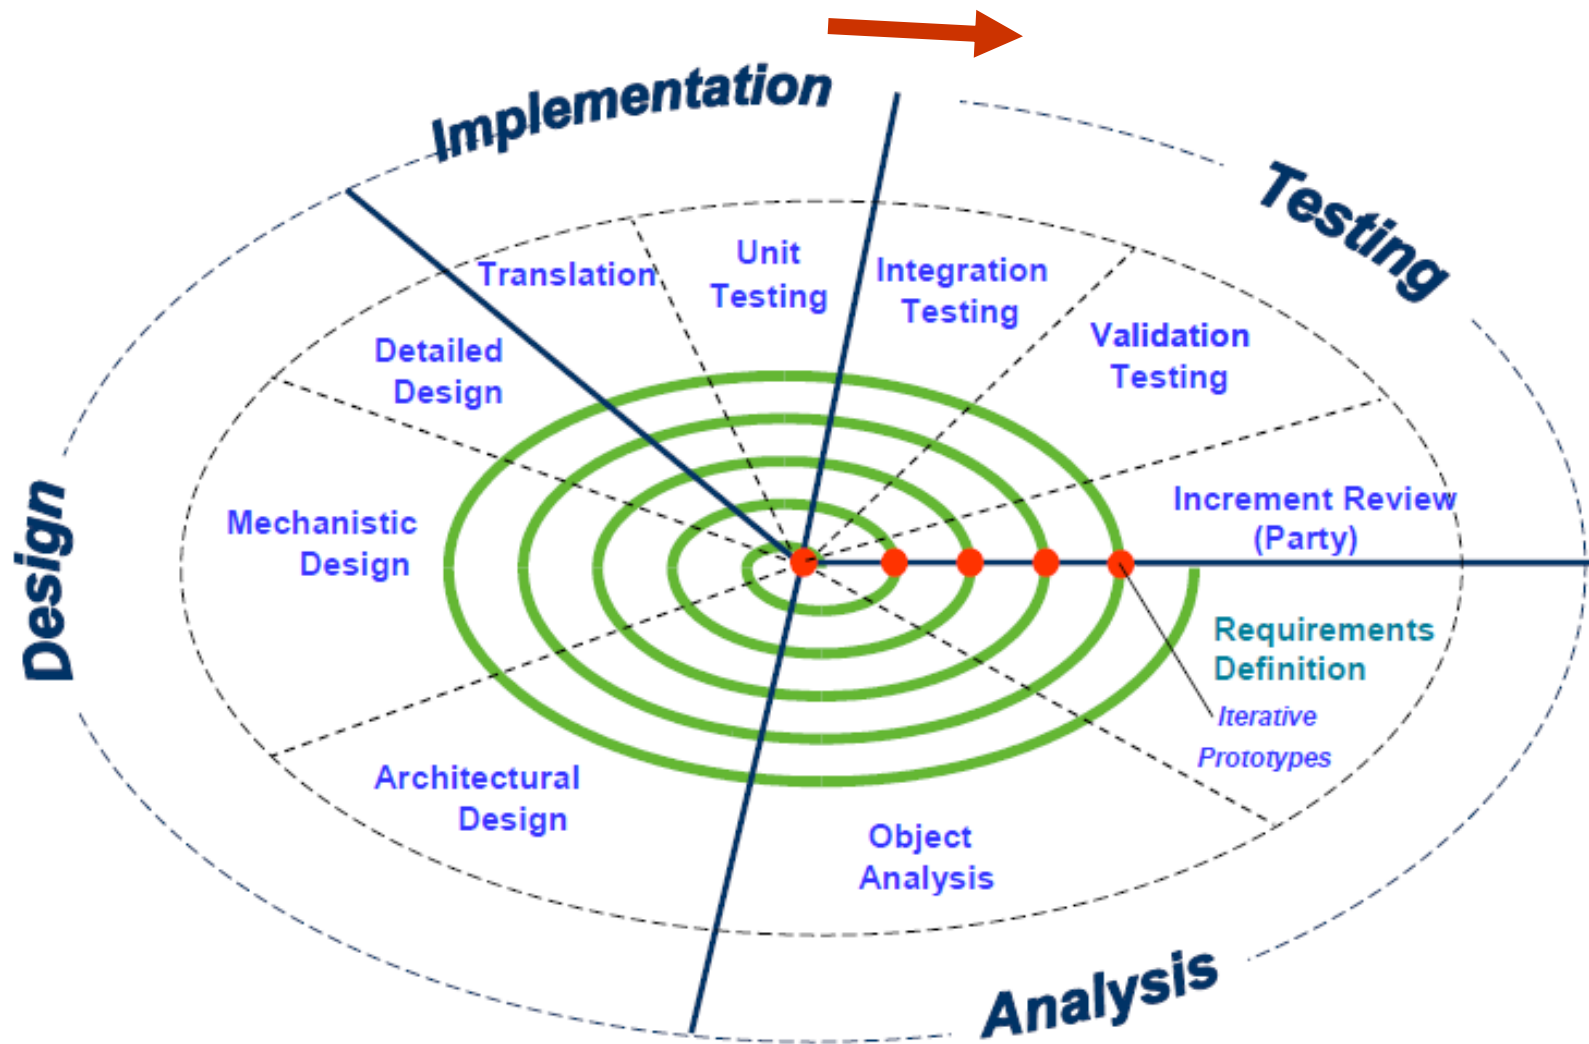 Implementation
Testing
Unit
Testing
Translation
Integration
Testing
Detailed
Design
Validation
Testing
Mechanistic
Design
Increment Review
(Party)
Design
Requirements
Definition
Iterative
Prototypes
Architectural
Design
Object
Analysis
Analysis